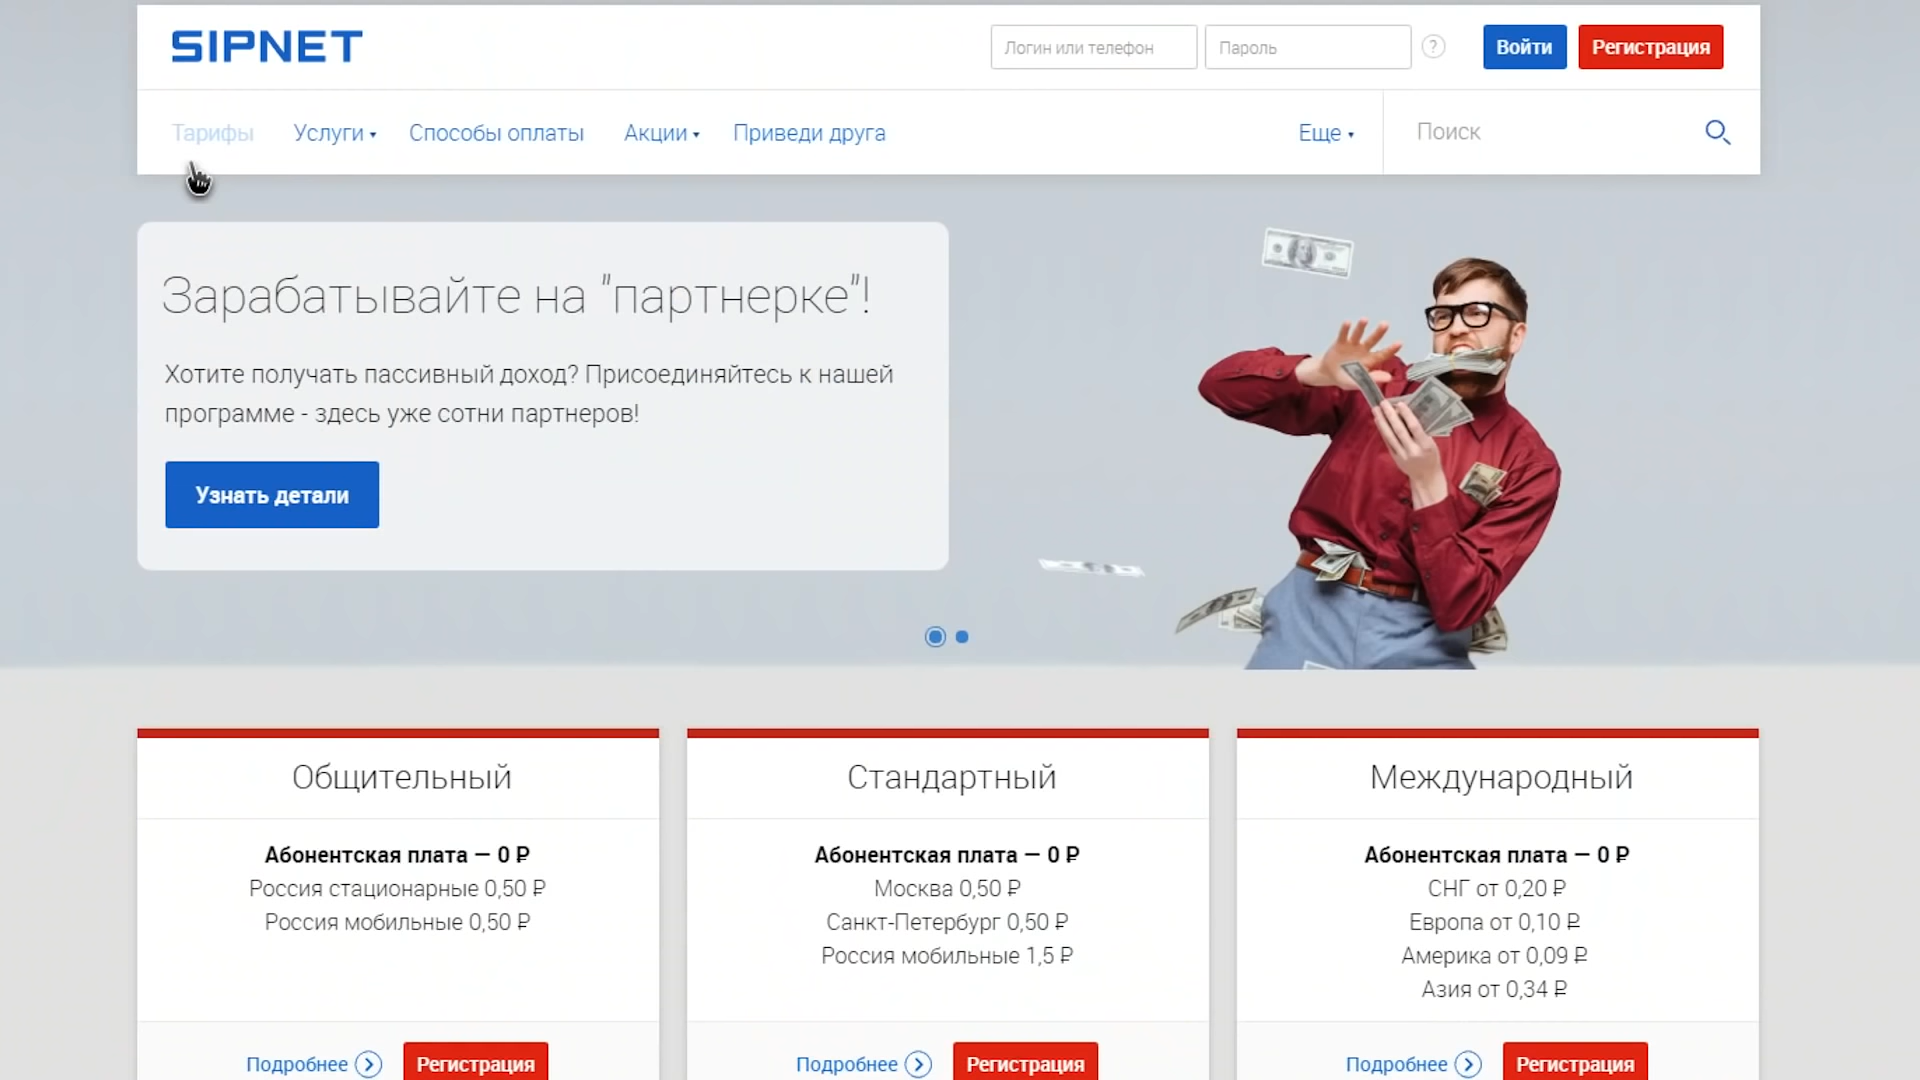 SIPNET
Логин или телефон
Пароль
?
Войти
Регистрация
Тарифы
Услуги
Способы оплаты
Акции
Приведи друга
Еще
Поиск
Зарабатывайте на "партнерке"!
Хотите получать пассивный доход? Присоединяйтесь к нашей
программе - здесь уже сотни партнеров!
Узнать детали
Общительный
Абонентская плата — 0 ₽
Россия стационарные 0,50 ₽
Россия мобильные 0,50 ₽
Подробнее
Регистрация
Стандартный
Абонентская плата — 0 ₽
Москва 0,50 ₽
Санкт-Петербург 0,50 ₽
Россия мобильные 1,5 ₽
Подробнее
Регистрация
Международный
Абонентская плата — 0 ₽
СНГ от 0,20 ₽
Европа от 0,10 ₽
Америка от 0,09 ₽
Азия от 0,34 ₽
Подробнее
Регистрация